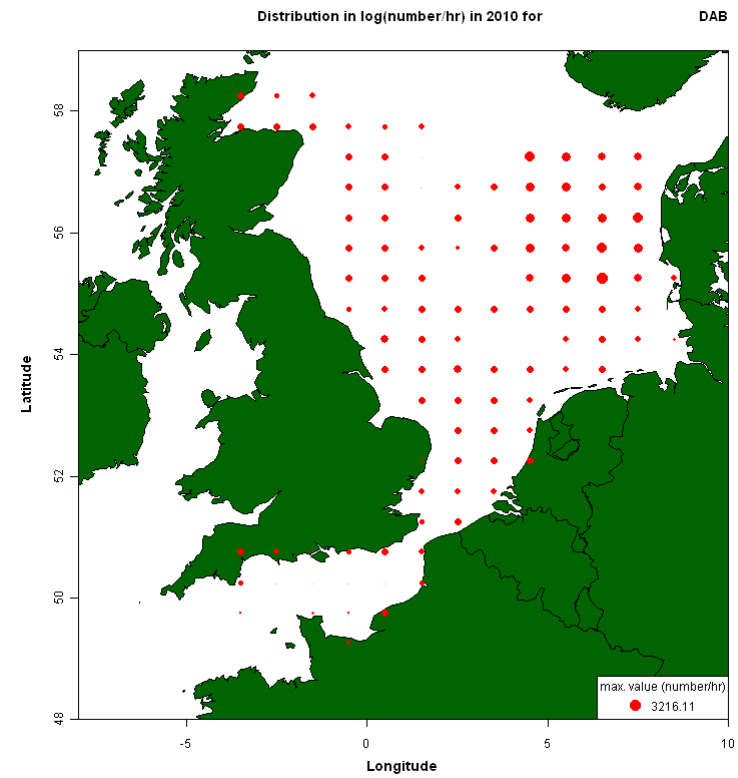 Distribution in log(number/hr) in 2010 for DAB
Latitude
58
56
54
52
50
48
max. value (number/hr)
3216.11
-5 0 5 10
Longitude